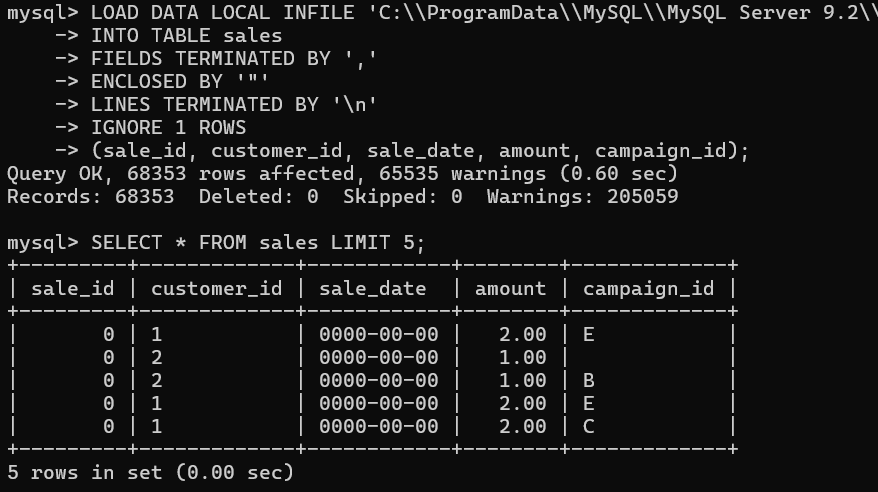 mysql> LOAD DATA LOCAL INFILE 'C:\\ProgramData\\MySQL\\MySQL Server 9.2\\
    -> INTO TABLE sales
    -> FIELDS TERMINATED BY ','
    -> ENCLOSED BY '"'
    -> LINES TERMINATED BY '\n'
    -> IGNORE 1 ROWS
    -> (sale_id, customer_id, sale_date, amount, campaign_id);
Query OK, 68353 rows affected, 65535 warnings (0.60 sec)
Records: 68353  Deleted: 0  Skipped: 0  Warnings: 205059
mysql> SELECT * FROM sales LIMIT 5;
+---------+-------------+------------+--------+-------------+
| sale_id | customer_id | sale_date  | amount | campaign_id |
+---------+-------------+------------+--------+-------------+
|       0 | 1           | 0000-00-00 |   2.00 | E           |
|       0 | 2           | 0000-00-00 |   1.00 |             |
|       0 | 2           | 0000-00-00 |   1.00 | B           |
|       0 | 1           | 0000-00-00 |   2.00 | E           |
|       0 | 1           | 0000-00-00 |   2.00 | C           |
+---------+-------------+------------+--------+-------------+
5 rows in set (0.00 sec)